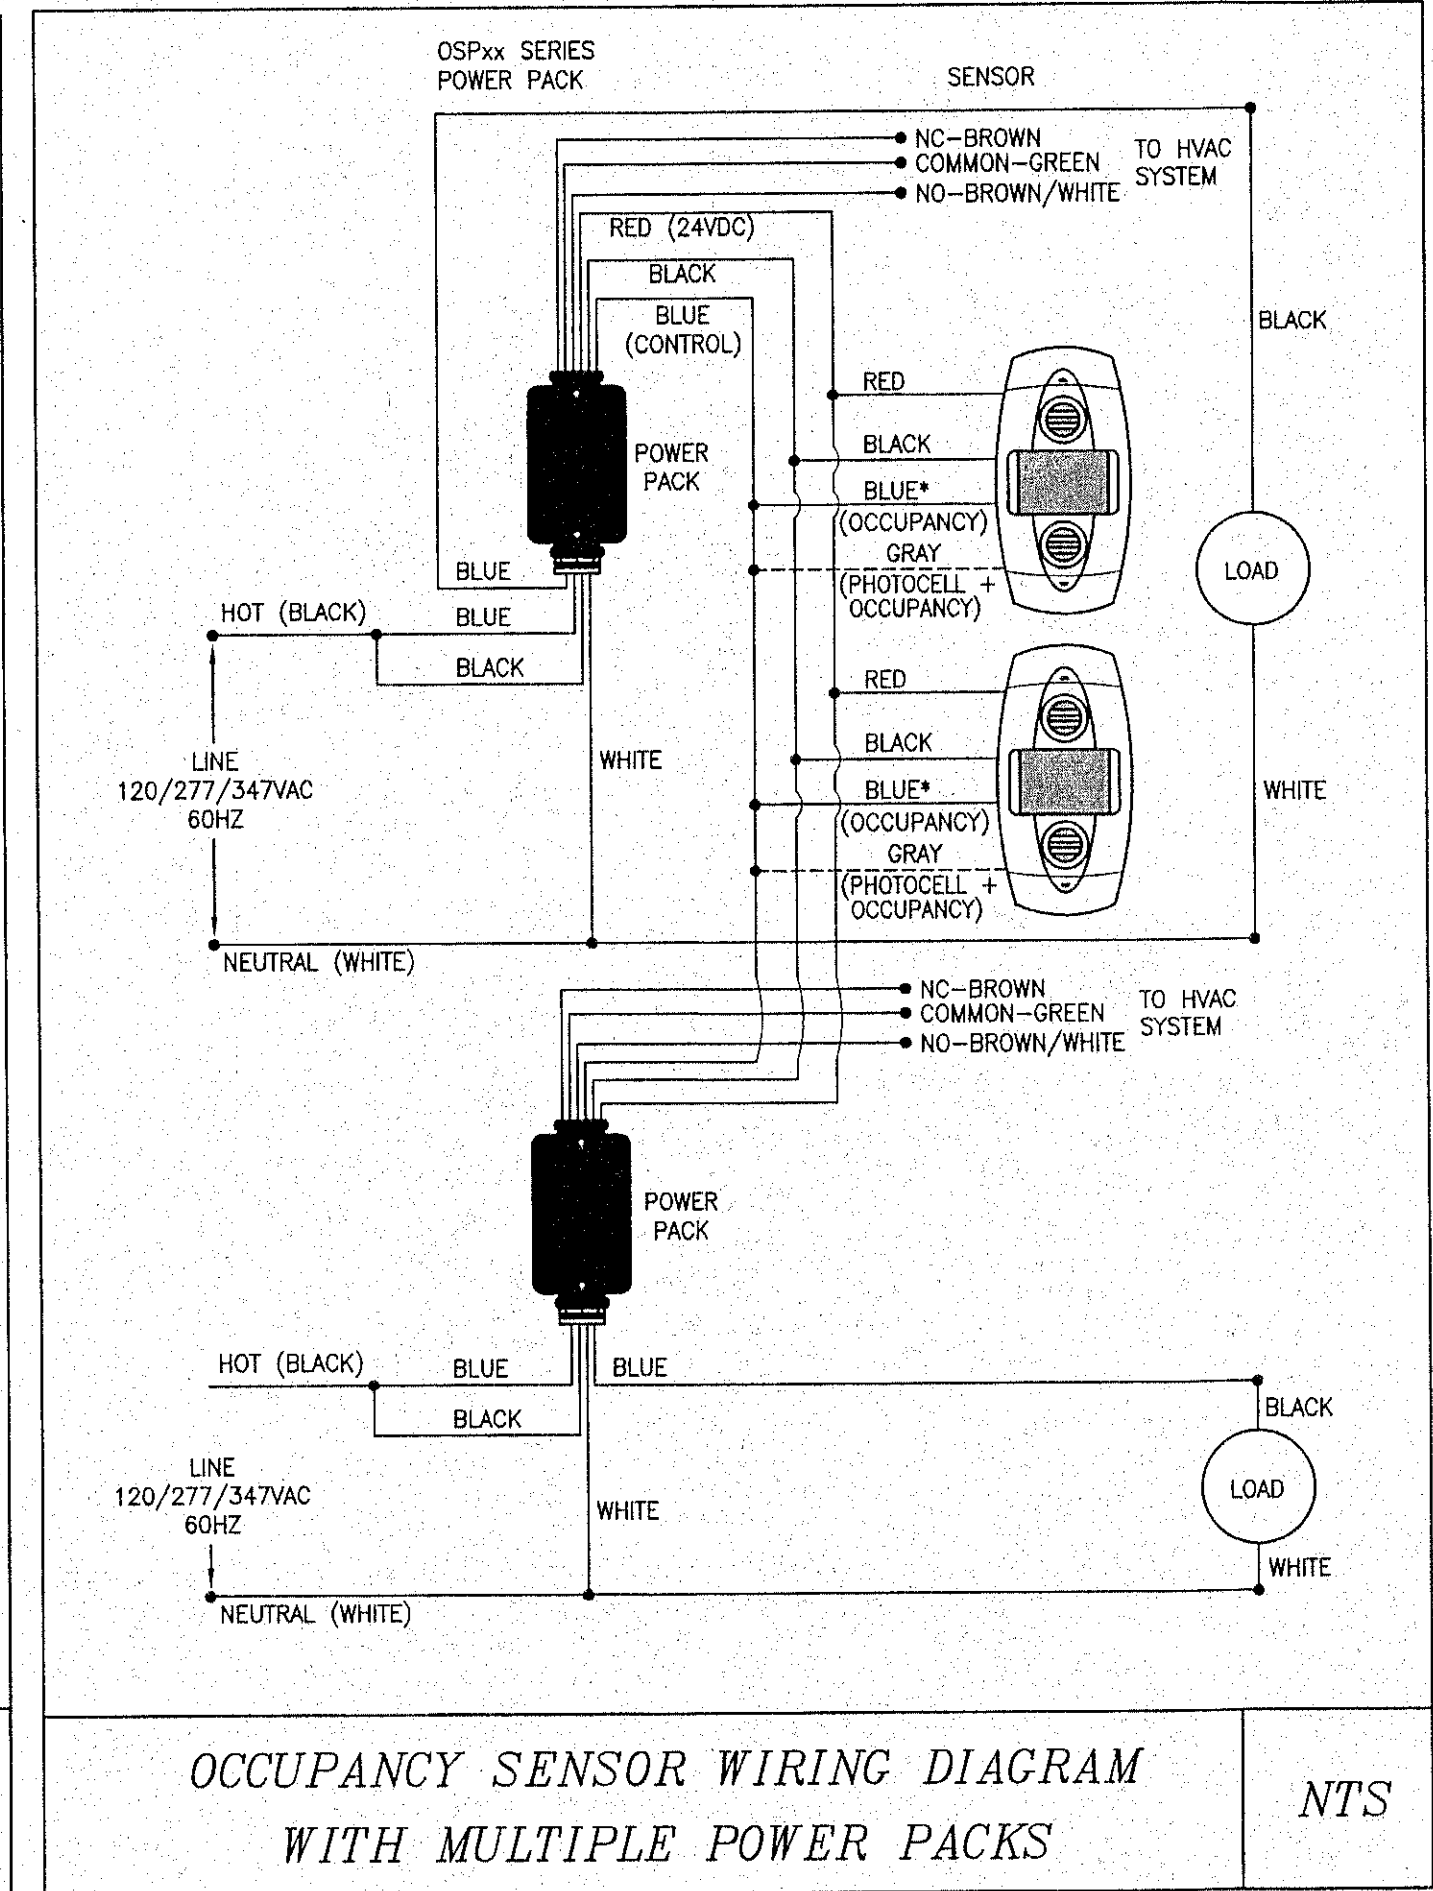 OSPxx SERIES
POWER PACK
SENSOR
NC-BROWN
COMMON-GREEN
NO-BROWN/WHITE
TO HVAC
SYSTEM
RED (24VDC)
BLACK
BLUE
(CONTROL)
BLACK
RED
BLACK
BLUE*
(OCCUPANCY)
GRAY
(PHOTOCELL +
OCCUPANCY)
POWER
PACK
LOAD
BLUE
HOT (BLACK)
BLUE
BLACK
RED
BLACK
BLUE*
(OCCUPANCY)
GRAY
(PHOTOCELL +
OCCUPANCY)
LINE
120/277/347VAC
60HZ
WHITE
WHITE
NEUTRAL (WHITE)
NC-BROWN
COMMON-GREEN
NO-BROWN/WHITE
TO HVAC
SYSTEM
POWER
PACK
HOT (BLACK)
BLUE
BLUE
BLACK
BLACK
LOAD
LINE
120/277/347VAC
60HZ
WHITE
WHITE
NEUTRAL (WHITE)
OCCUPANCY SENSOR WIRING DIAGRAM
WITH MULTIPLE POWER PACKS
NTS